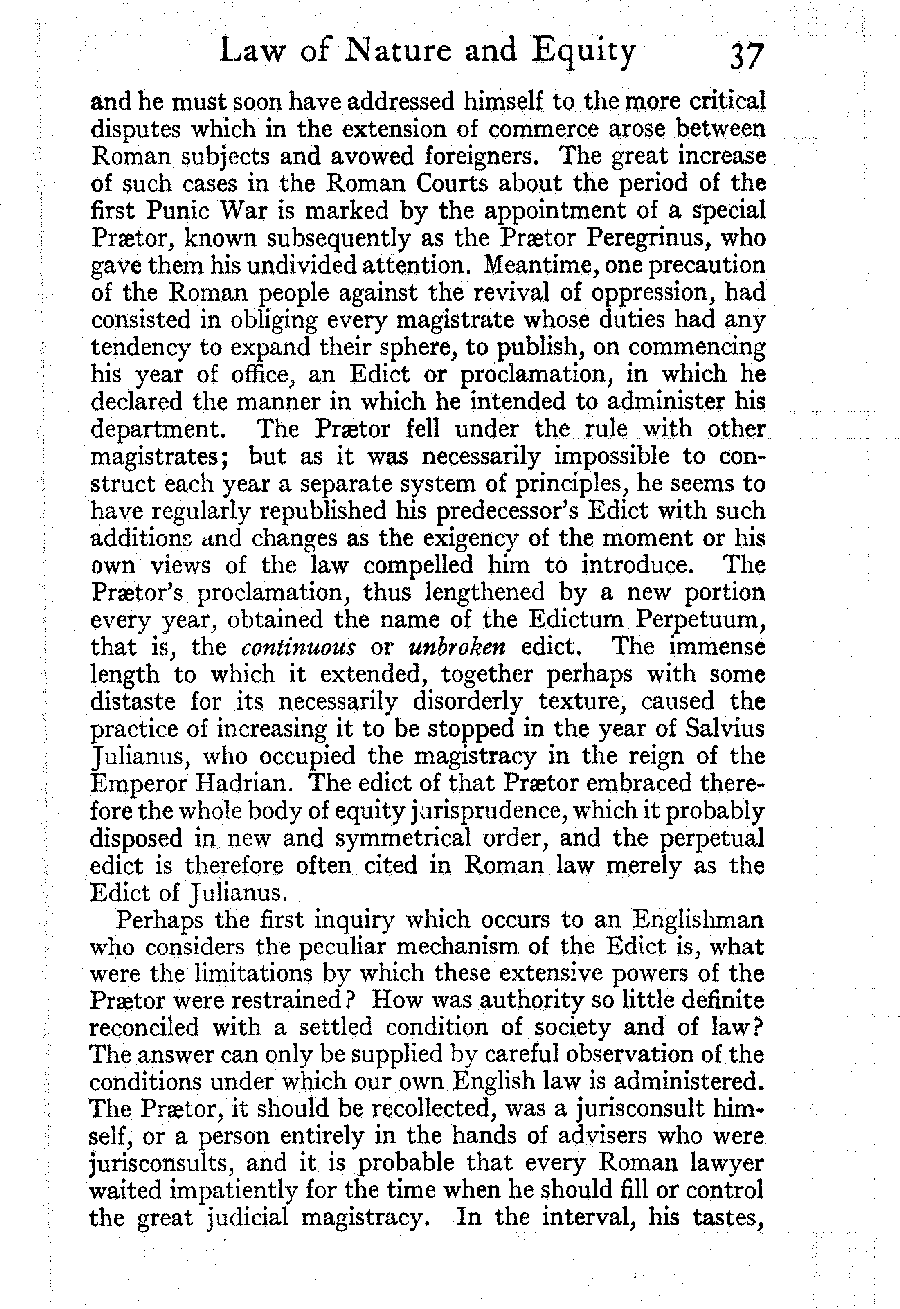 Law of Nature and Equity 37
and he must soon have addressed himself to the more critical
disputes which in the extension of commerce arose between
Roman subjects and avowed foreigners. The great increase
of such cases in the Roman Courts about the period of the
first Punic War is marked by the appointment of a special
Prætor, known subsequently as the Prætor Peregrinus, who
gave them his undivided attention. Meantime, one precaution
of the Roman people against the revival of oppression, had
consisted in obliging every magistrate whose duties had any
tendency to expand their sphere, to publish, on commencing
his year of office, an Edict or proclamation, in which he
declared the manner in which he intended to administer his
department. The Prætor fell under the rule with other
magistrates; but as it was necessarily impossible to con-
struct each year a separate system of principles, he seems to
have regularly republished his predecessor's Edict with such
additions and changes as the exigency of the moment or his
own views of the law compelled him to introduce. The
Prætor's proclamation, thus lengthened by a new portion
every year, obtained the name of the Edictum Perpetuum,
that is, the continuous or unbroken edict. The immense
length to which it extended, together perhaps with some
distaste for its necessarily disorderly texture, caused the
practice of increasing it to be stopped in the year of Salvius
Julianus, who occupied the magistracy in the reign of the
Emperor Hadrian. The edict of that Prætor embraced there-
fore the whole body of equity jurisprudence, which it probably
disposed in new and symmetrical order, and the perpetual
edict is therefore often cited in Roman law merely as the
Edict of Julianus.
Perhaps the first inquiry which occurs to an Englishman
who considers the peculiar mechanism of the Edict is, what
were the limitations by which these extensive powers of the
Prætor were restrained? How was authority so little definite
reconciled with a settled condition of society and of law?
The answer can only be supplied by careful observation of the
conditions under which our own English law is administered.
The Prætor, it should be recollected, was a jurisconsult him-
self, or a person entirely in the hands of advisers who were
jurisconsults, and it is probable that every Roman lawyer
waited impatiently for the time when he should fill or control
the great judicial magistracy. In the interval, his tastes,